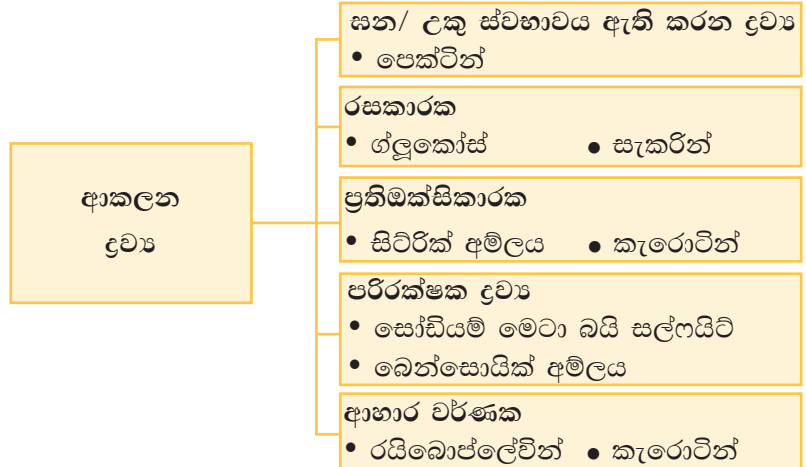 ආකලන
ද්‍රව්‍ය
ඝන/ උකු ස්වභාවය ඇති කරන ද්‍රව්‍ය
• පෙක්ටින්
රසකාරක
• ග්ලූකෝස් • සැකරින්
ප්‍රතිඔක්සිකාරක
• සිට්රික් අම්ලය • කැරොටින්
පරිරක්ෂක ද්‍රව්‍ය
• සෝඩියම් මෙටා බයි සල්ෆයිට්
• බෙන්සොයික් අම්ලය
ආහාර වර්ණක
• රයිබොප්ලේවින් • කැරොටින්